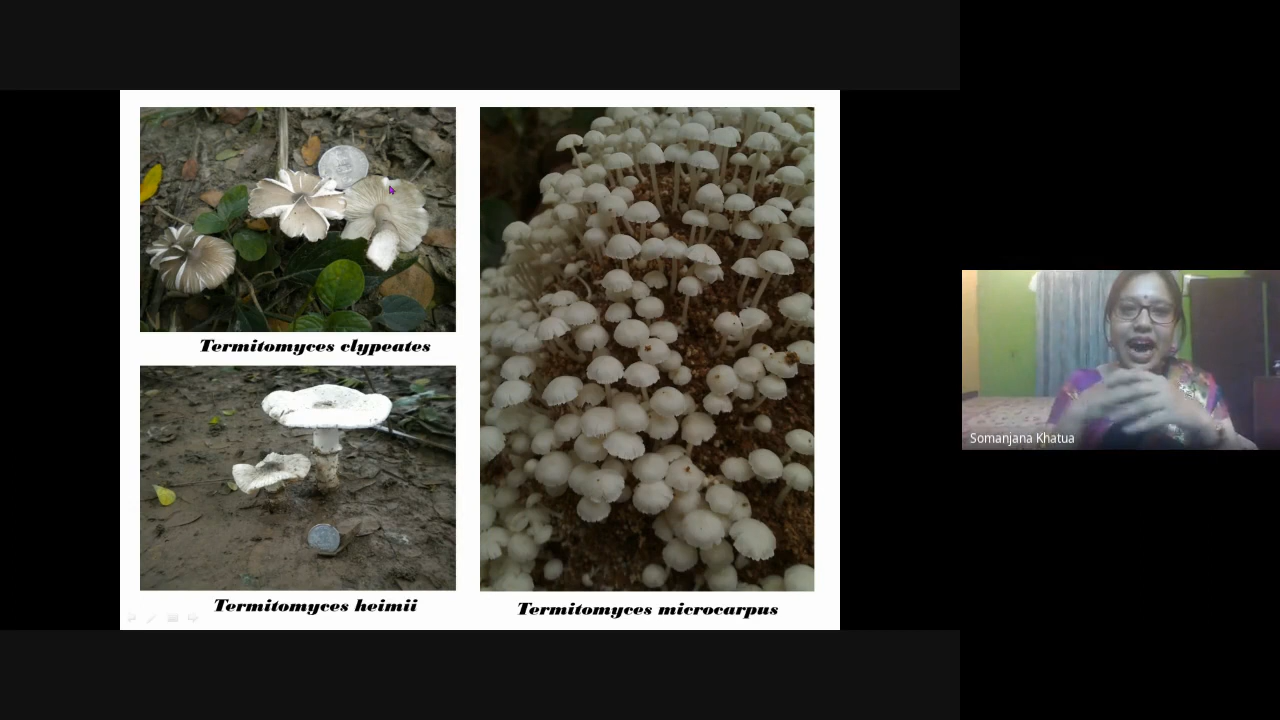 Termitomyces clypeates
Termitomyces heimii
Termitomyces microcarpus
Somanjana Khatua